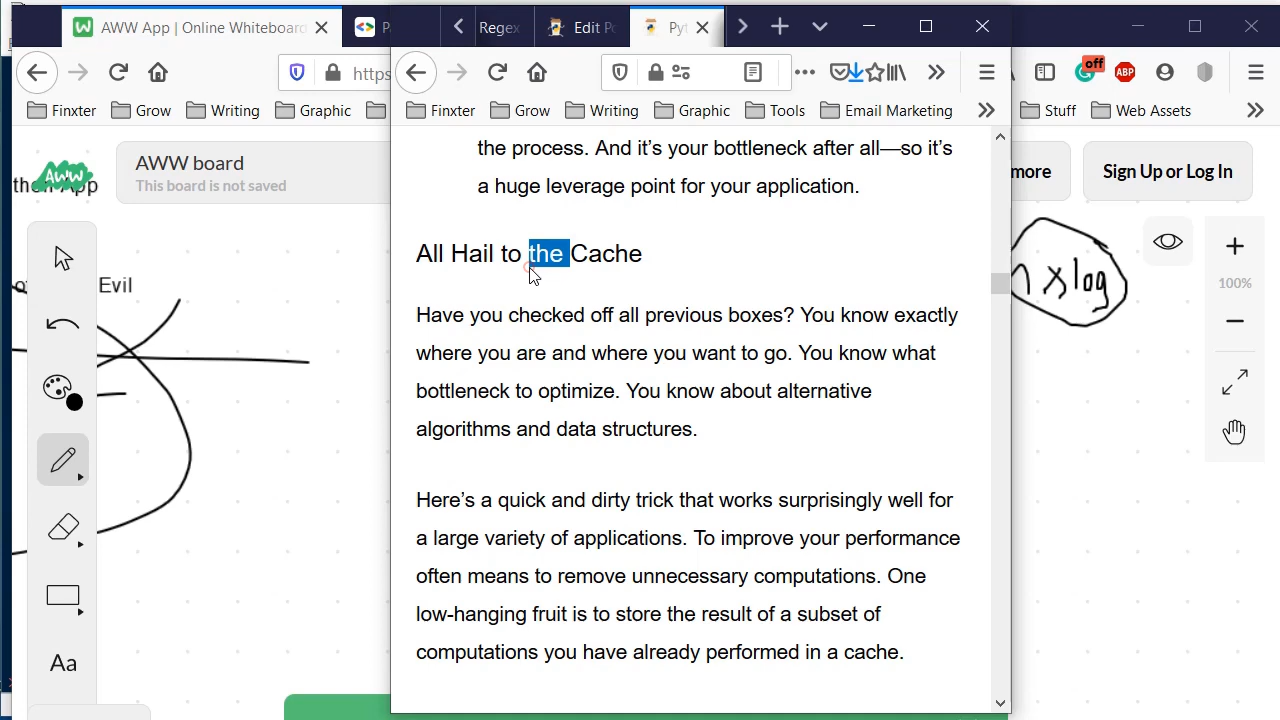 AWW App | Online Whiteboard
Regex
Edit Po
Pyt
https
off
ABP
Finxter
Grow
Writing
Graphic
Finxter
Grow
Writing
Graphic
Tools
Email Marketing
Stuff
Web Assets
AWW
AWW board
This board is not saved
more
Sign Up or Log In
Evil
n x log
100%
Aa
the process. And it’s your bottleneck after all—so it’s
a huge leverage point for your application.
All Hail to the Cache
Have you checked off all previous boxes? You know exactly
where you are and where you want to go. You know what
bottleneck to optimize. You know about alternative
algorithms and data structures.
Here’s a quick and dirty trick that works surprisingly well for
a large variety of applications. To improve your performance
often means to remove unnecessary computations. One
low-hanging fruit is to store the result of a subset of
computations you have already performed in a cache.